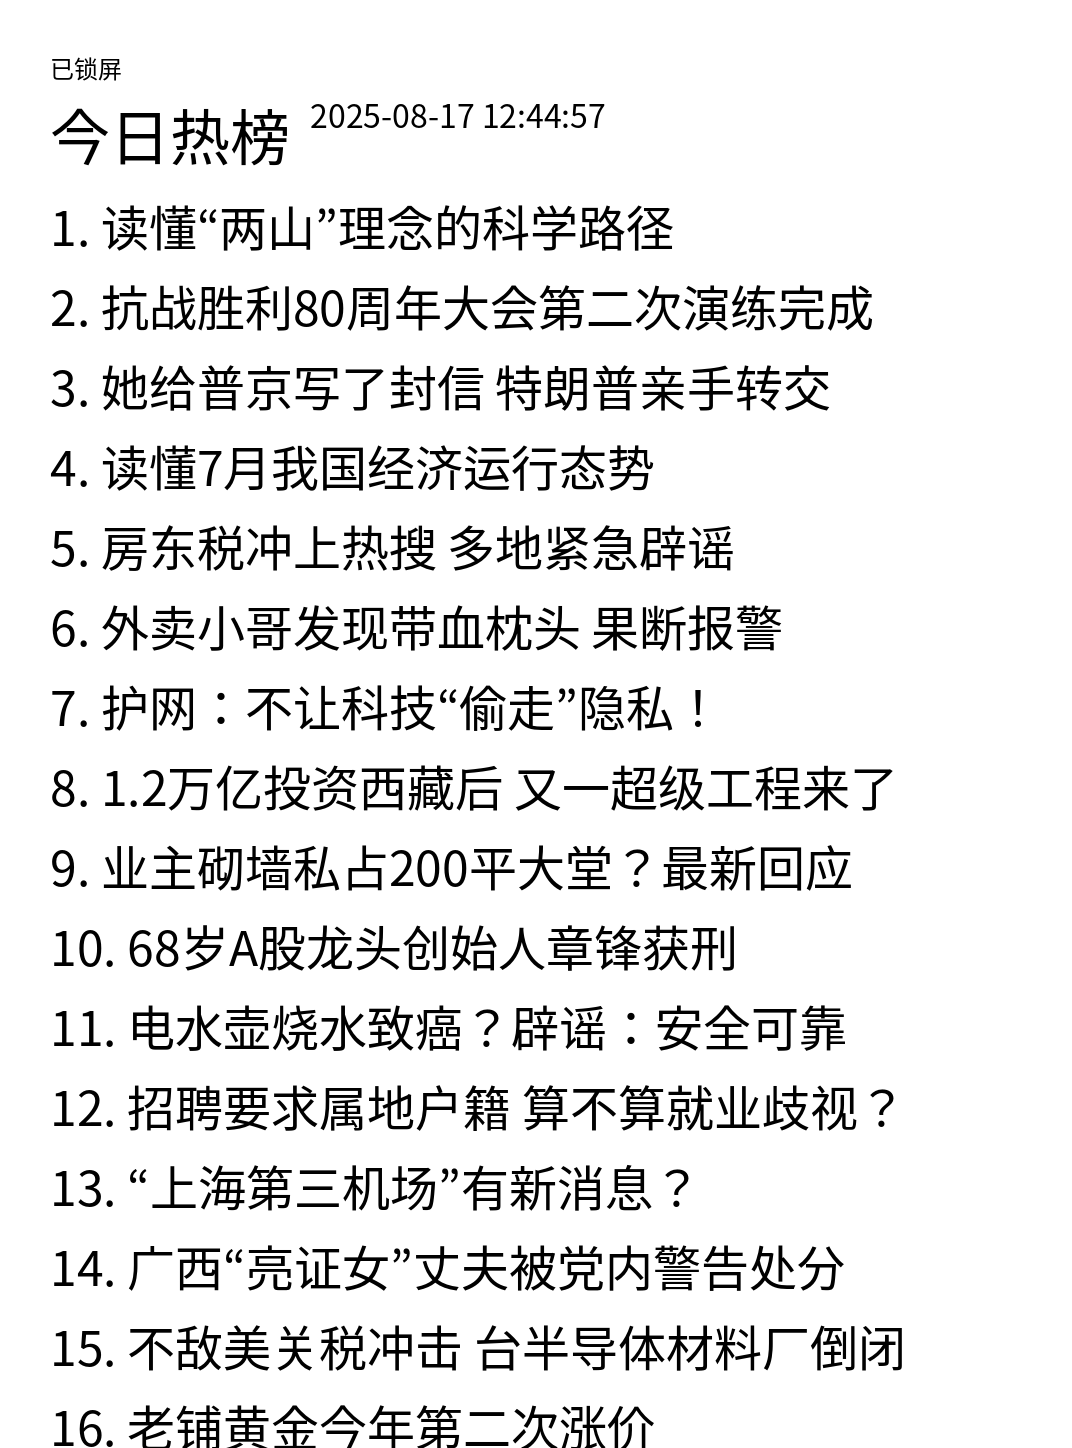 已锁屏
今日热榜 2025-08-17 12:44:57
1. 读懂“两山”理念的科学路径
2. 抗战胜利80周年大会第二次演练完成
3. 她给普京写了封信 特朗普亲手转交
4. 读懂7月我国经济运行态势
5. 房东税冲上热搜 多地紧急辟谣
6. 外卖小哥发现带血枕头 果断报警
7. 护网：不让科技“偷走”隐私！
8. 1.2万亿投资西藏后 又一超级工程来了
9. 业主砌墙私占200平大堂？最新回应
10. 68岁A股龙头创始人章锋获刑
11. 电水壶烧水致癌？辟谣：安全可靠
12. 招聘要求属地户籍 算不算就业歧视？
13. “上海第三机场”有新消息？
14. 广西“亮证女”丈夫被党内警告处分
15. 不敌美关税冲击 台半导体材料厂倒闭
16. 老铺黄金今年第二次涨价